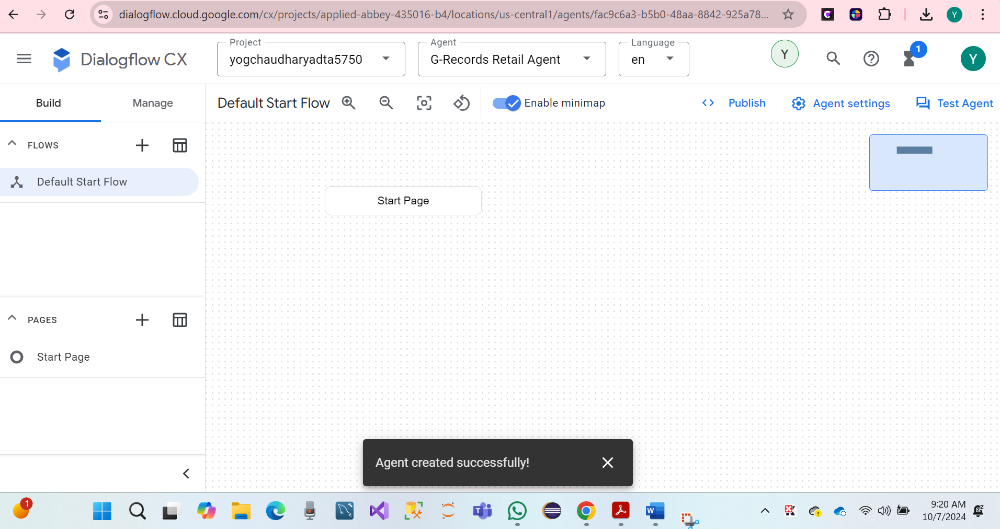 dialogflow.cloud.google.com/cx/projects/applied-abbey-435016-b4/locations/us-central1/agents/fac9c6a3-b5b0-48aa-8842-925a78...
Y
Dialogflow CX
Project
yogchaudharyadta5750
Agent
G-Records Retail Agent
Language
en
Y
1
Y
Build
Manage
Default Start Flow
Enable minimap
Publish
Agent settings
Test Agent
FLOWS
Default Start Flow
Start Page
PAGES
Start Page
Agent created successfully!
1
9:20 AM
10/7/2024